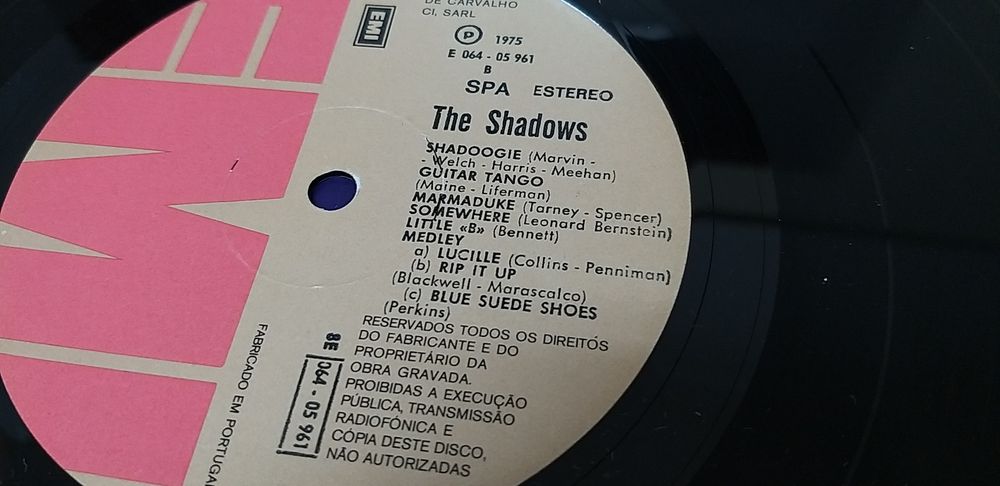 DE CARVALHO
CI, SARL
EMI
Ⓟ 1975
E 064 - 05 961
B
SPA ESTEREO
The Shadows
SHADOOGIE (Marvin -
- Welch - Harris - Meehan)
GUITAR TANGO
(Maine - Liferman)
MARMADUKE (Tarney - Spencer)
SOMEWHERE (Leonard Bernstein)
LITTLE «B» (Bennett)
MEDLEY
a) LUCILLE (Collins - Penniman)
(b) RIP IT UP
(Blackwell - Marascalco)
(c) BLUE SUEDE SHOES
(Perkins)
RESERVADOS TODOS OS DIREITOS
DO FABRICANTE E DO
PROPRIETÁRIO DA
OBRA GRAVADA.
PROIBIDAS A EXECUÇÃO
PÚBLICA, TRANSMISSÃO
RADIOFÓNICA E
CÓPIA DESTE DISCO,
NÃO AUTORIZADAS
8E 064 - 05 961
FABRICADO EM PORTUGAL